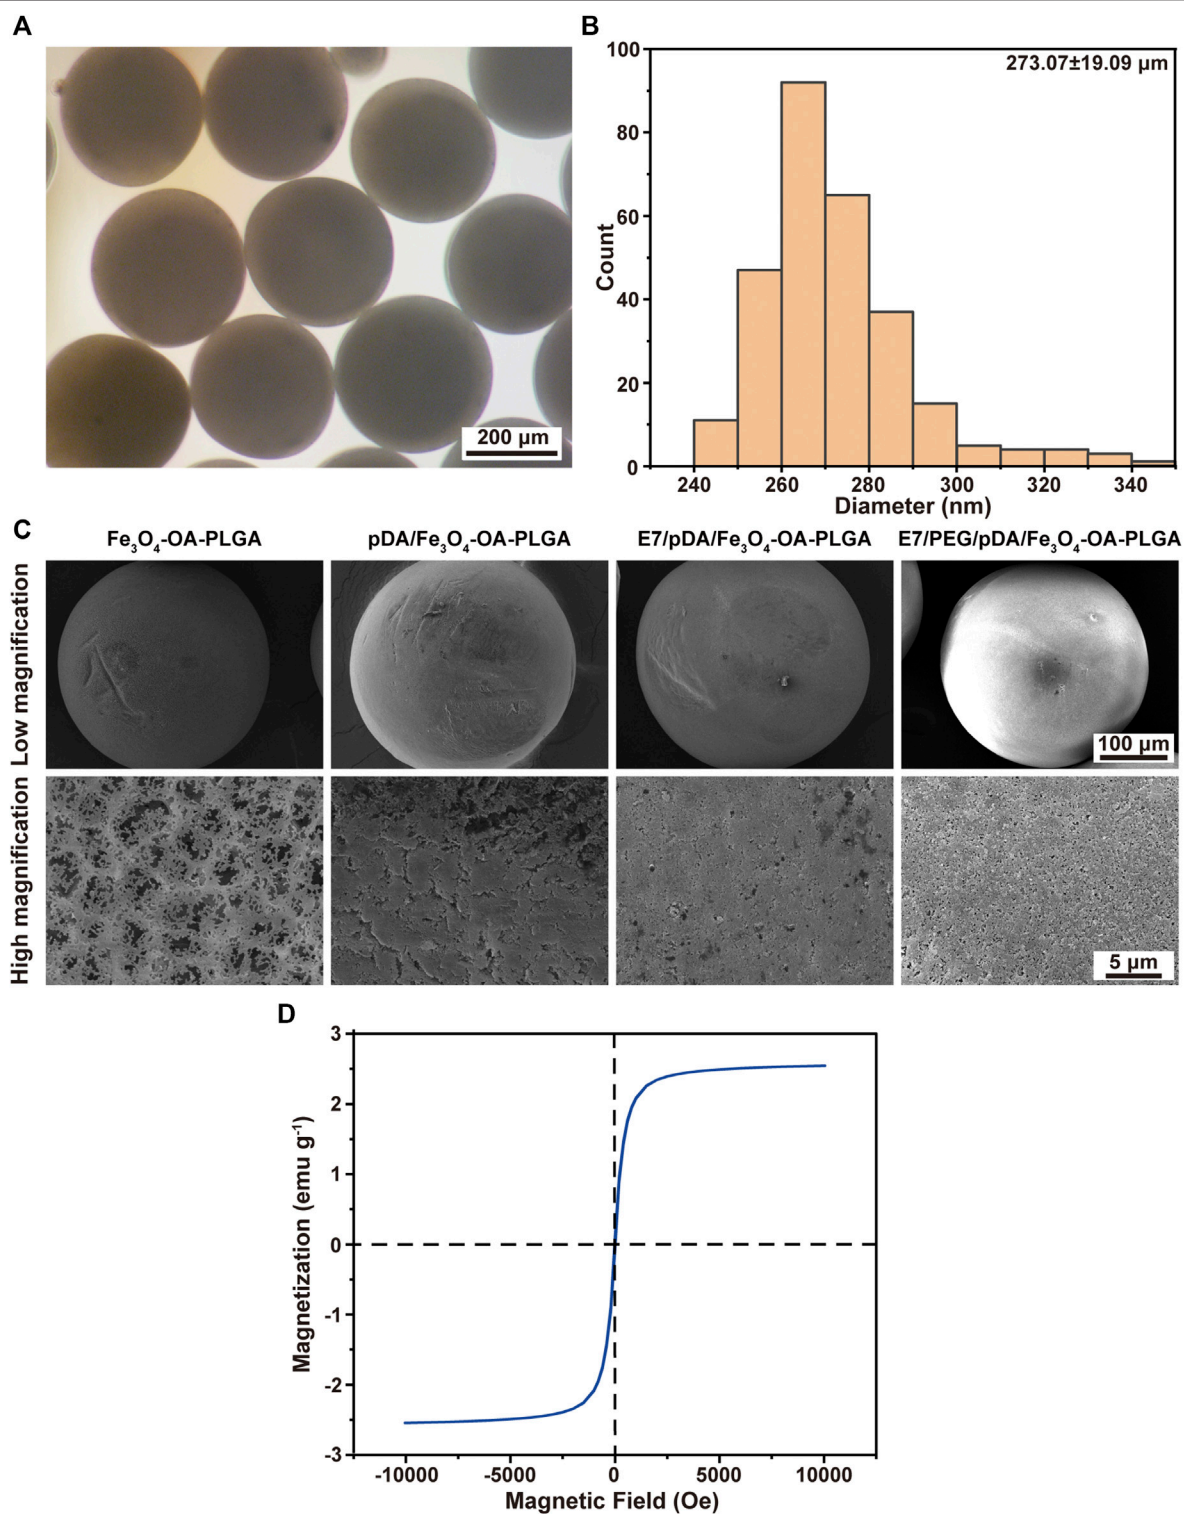 A
200 μm
B
273.07±19.09 μm
100
80
60
40
20
0
Count
240 260 280 300 320 340
Diameter (nm)
C
Fe₃O₄-OA-PLGA pDA/Fe₃O₄-OA-PLGA E7/pDA/Fe₃O₄-OA-PLGA E7/PEG/pDA/Fe₃O₄-OA-PLGA
Low magnification
100 μm
High magnification
5 μm
D
3
2
1
0
-1
-2
-3
Magnetization (emu g⁻¹)
-10000 -5000 0 5000 10000
Magnetic Field (Oe)